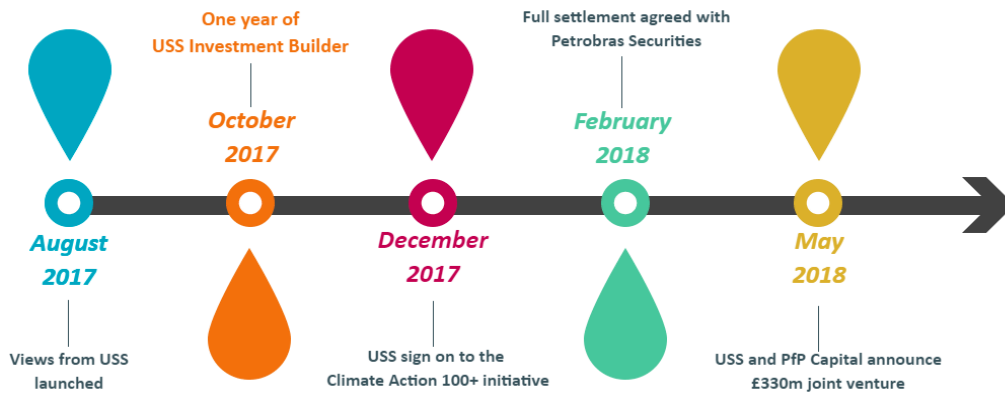 One year of
USS Investment Builder
Full settlement agreed with
Petrobras Securities
October
2017
February
2018
August
2017
December
2017
May
2018
Views from USS
launched
USS sign on to the
Climate Action 100+ initiative
USS and PfP Capital announce
£330m joint venture